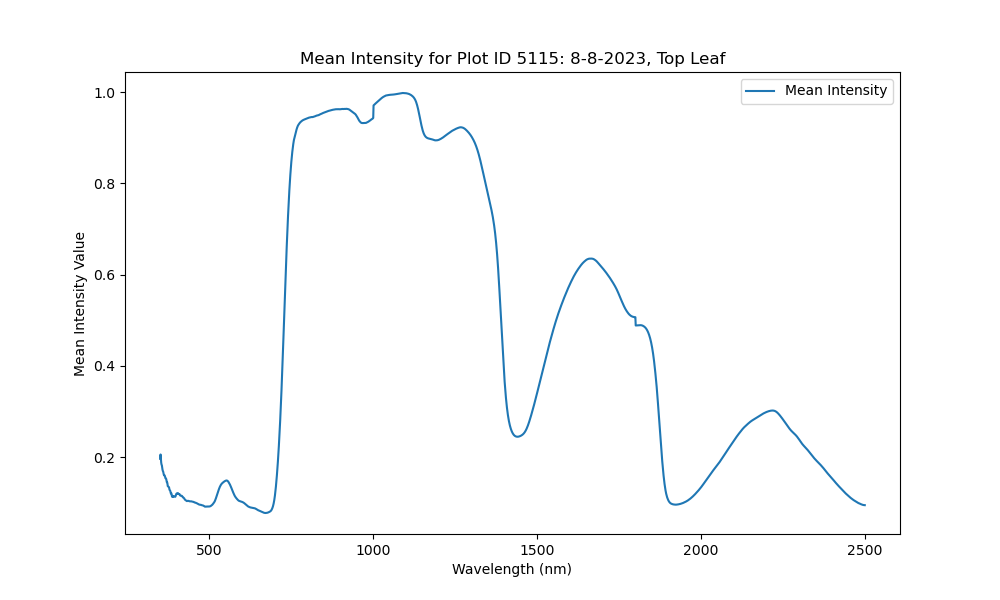 Mean Intensity for Plot ID 5115: 8-8-2023, Top Leaf
Mean Intensity
Mean Intensity Value
1.0
0.8
0.6
0.4
0.2
500 1000 1500 2000 2500
Wavelength (nm)